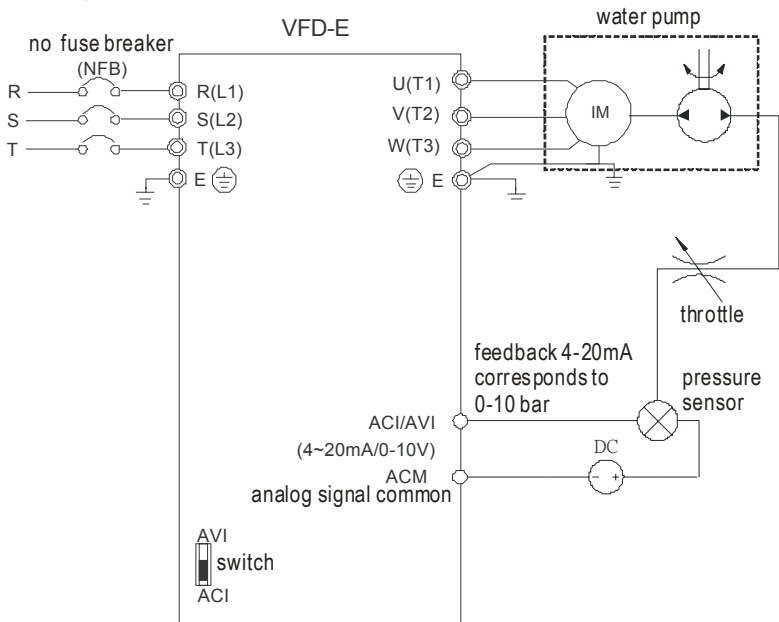 water pump
VFD-E
no fuse breaker
(NFB)
R
R(L1)
U(T1)
S
S(L2)
V(T2)
IM
T
T(L3)
W(T3)
E
E
throttle
feedback 4-20mA
corresponds to
0-10 bar
pressure
sensor
ACI/AVI
(4~20mA/0-10V)
DC
- +
ACM
analog signal common
AVI
switch
ACI